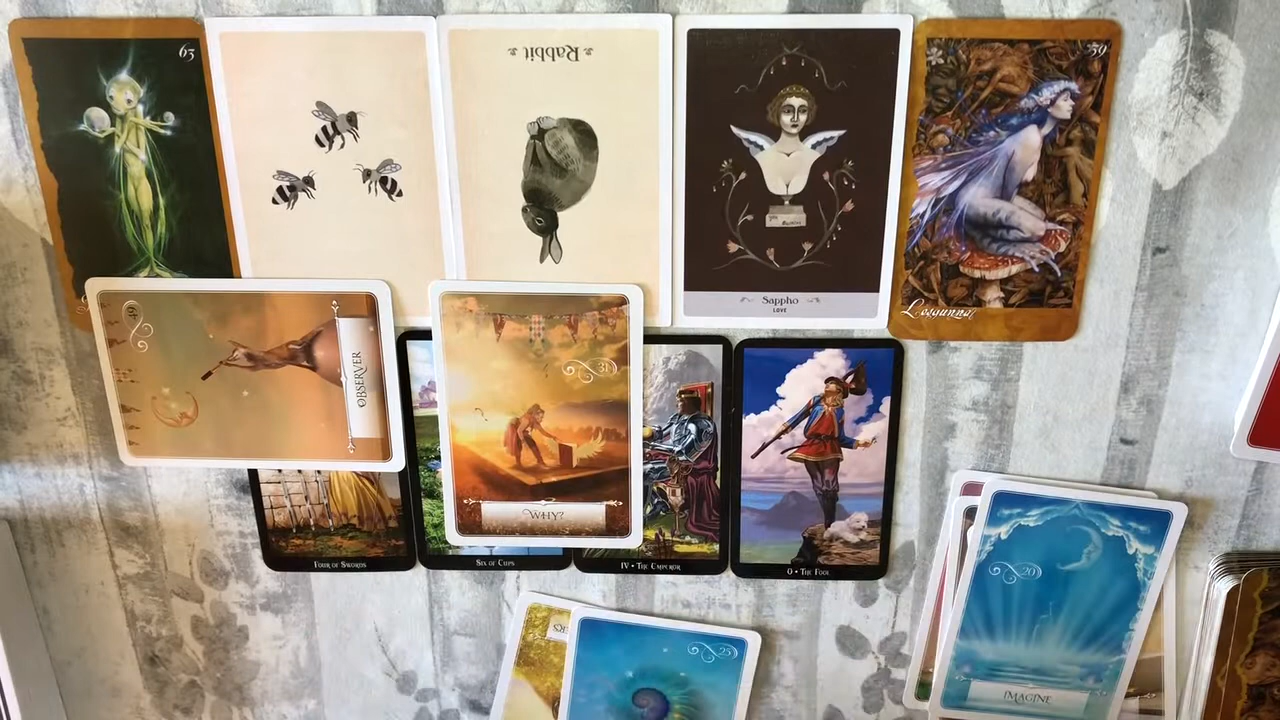 63
Rabbit
Sappho
LOVE
59
49
OBSERVER
31
WHY?
FOUR OF SWORDS
SIX OF CUPS
IV • THE EMPEROR
0 • THE FOOL
20
IMAGINE
25